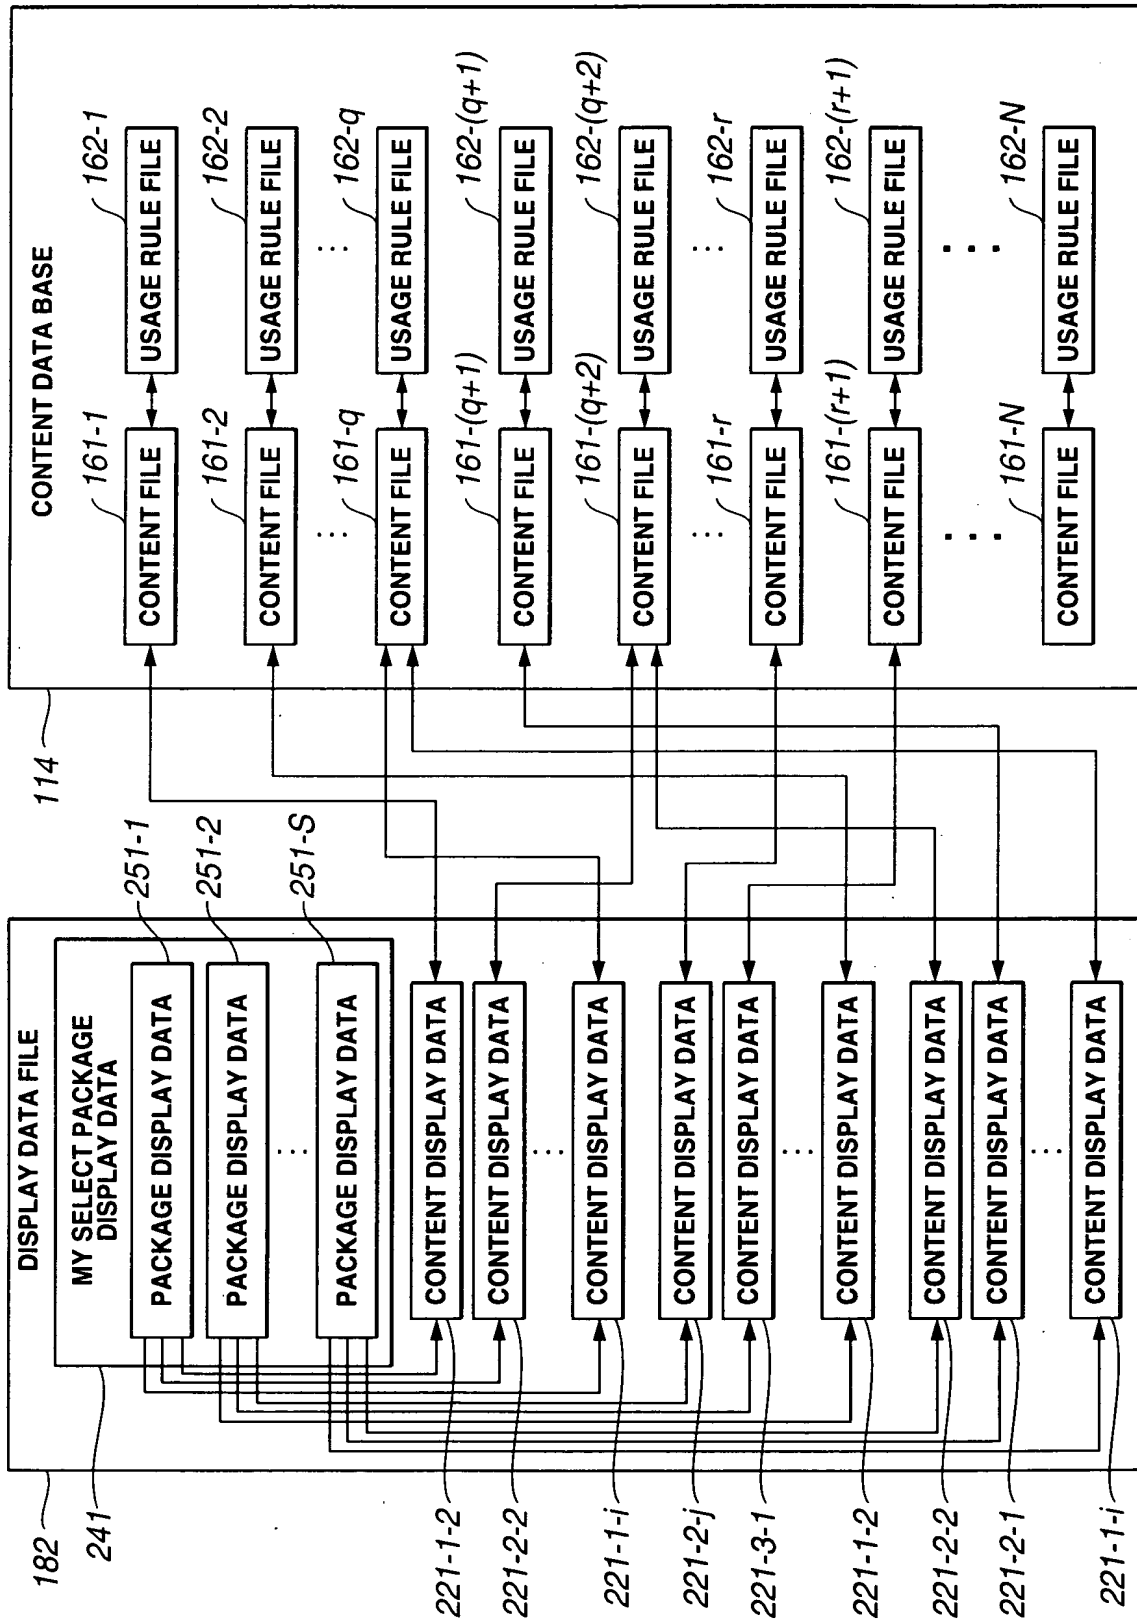 DISPLAY DATA FILE
MY SELECT PACKAGE
DISPLAY DATA
PACKAGE DISPLAY DATA
251-1
PACKAGE DISPLAY DATA
251-2
...
PACKAGE DISPLAY DATA
251-S
182
241
CONTENT DISPLAY DATA
221-1-2
CONTENT DISPLAY DATA
221-2-2
...
CONTENT DISPLAY DATA
221-1-i
CONTENT DISPLAY DATA
221-2-j
CONTENT DISPLAY DATA
221-3-1
...
CONTENT DISPLAY DATA
221-1-2
CONTENT DISPLAY DATA
221-2-2
CONTENT DISPLAY DATA
221-2-1
...
CONTENT DISPLAY DATA
221-1-i
114
CONTENT DATA BASE
161-1
162-1
CONTENT FILE
USAGE RULE FILE
161-2
162-2
CONTENT FILE
USAGE RULE FILE
...
...
161-q
162-q
CONTENT FILE
USAGE RULE FILE
161-(q+1)
162-(q+1)
CONTENT FILE
USAGE RULE FILE
161-(q+2)
162-(q+2)
CONTENT FILE
USAGE RULE FILE
...
...
161-r
162-r
CONTENT FILE
USAGE RULE FILE
161-(r+1)
162-(r+1)
CONTENT FILE
USAGE RULE FILE
...
...
161-N
162-N
CONTENT FILE
USAGE RULE FILE